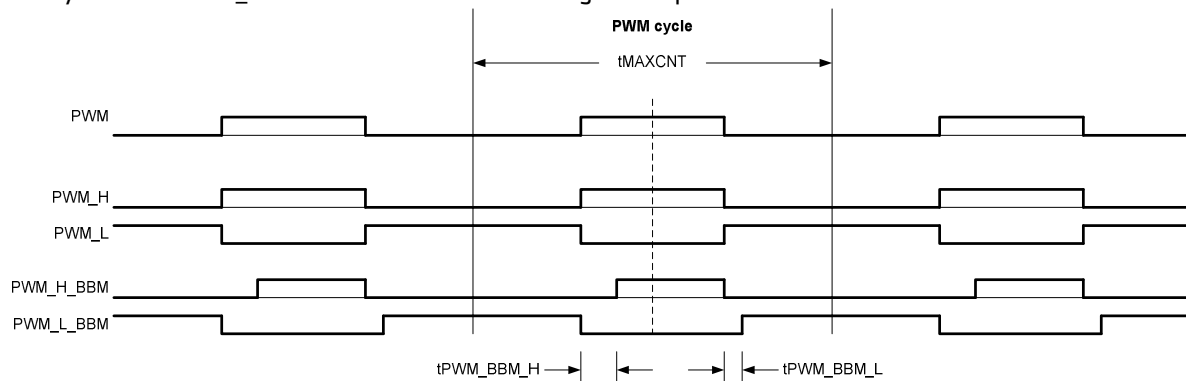 PWM cycle
tMAXCNT
PWM
PWM_H
PWM_L
PWM_H_BBM
PWM_L_BBM
tPWM_BBM_H
tPWM_BBM_L